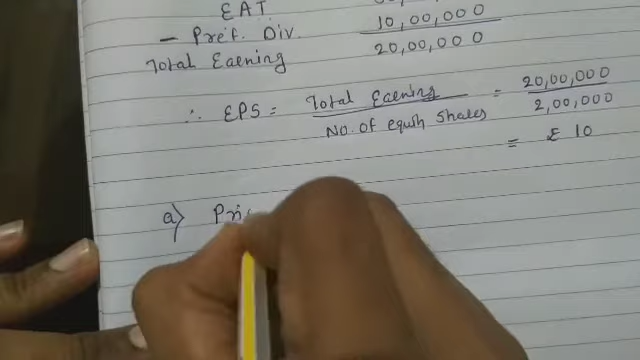 EAT
- Pref. Div. 10,00,000
Total Earning 20,00,000
∴ EPS = Total Earning / No. of equity shares = 20,00,000 / 2,00,000
= £ 10
a) Pri